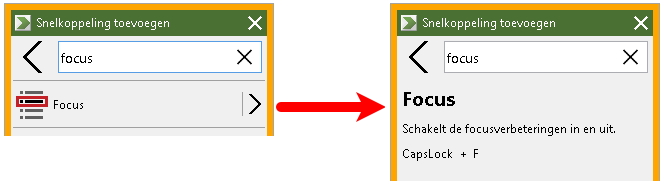 Snelkoppeling toevoegen
focus
Focus
Snelkoppeling toevoegen
focus
Focus
Schakelt de focusverbeteringen in en uit.
CapsLock + F